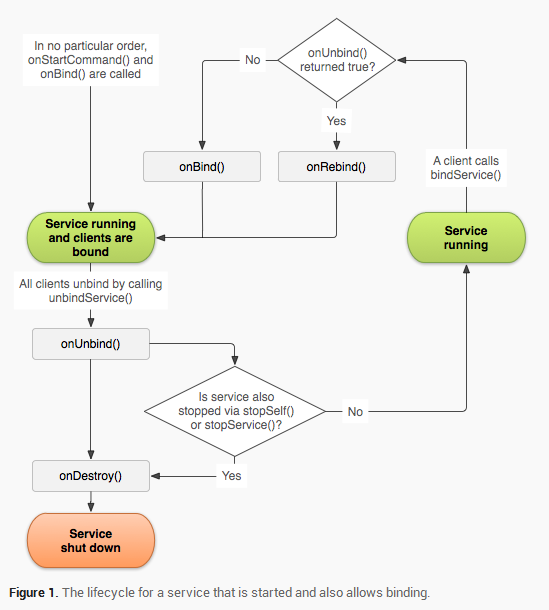 In no particular order,
onStartCommand() and
onBind() are called
No
onUnbind()
returned true?
Yes
onBind()
onRebind()
A client calls
bindService()
Service running
and clients are
bound
Service
running
All clients unbind by calling
unbindService()
onUnbind()
Is service also
stopped via stopSelf()
or stopService()?
No
onDestroy()
Yes
Service
shut down
Figure 1. The lifecycle for a service that is started and also allows binding.